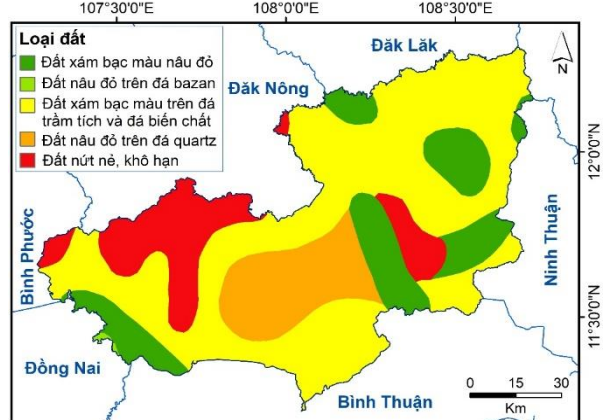 107°30'0"E
108°0'0"E
108°30'0"E
Loại đất
Đất xám bạc màu nâu đỏ
Đất nâu đỏ trên đá bazan
Đất xám bạc màu trên đá
trầm tích và đá biến chất
Đất nâu đỏ trên đá quartz
Đất nứt nẻ, khô hạn
Đăk Lăk
N
Đăk Nông
12°0'0"N
Bình Phước
Ninh Thuận
11°30'0"N
Đồng Nai
Bình Thuận
0 15 30
Km